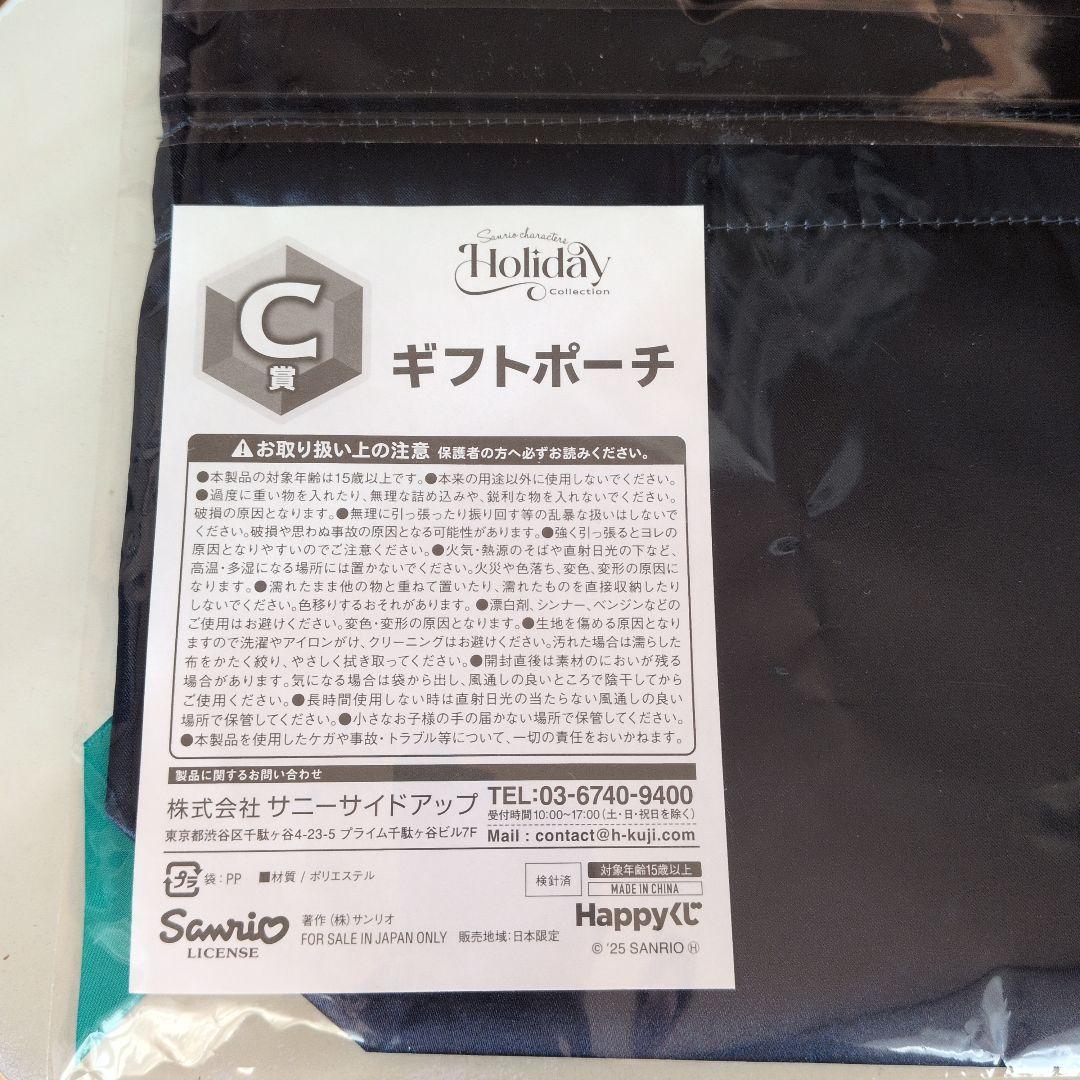 C
賞
Sanrio characters
Holiday
Collection
ギフトポーチ
お取り扱い上の注意 保護者の方へ必ずお読みください。
●本製品の対象年齢は15歳以上です。●本来の用途以外に使用しないでください。
●過度に重い物を入れたり、無理な詰め込みや、鋭利な物を入れないでください。
破損の原因となります。●無理に引っ張ったり振り回す等の乱暴な扱いはしないで
ください。破損や思わぬ事故の原因となる可能性があります。●強く引っ張るとヨレの
原因となりやすいのでご注意ください。●火気・熱源のそばや直射日光の下など、
高温・多湿になる場所には置かないでください。火災や色落ち、変色、変形の原因に
なります。●濡れたまま他の物と重ねて置いたり、濡れたものを直接収納したり
しないでください。色移りするおそれがあります。●漂白剤、シンナー、ベンジンなどの
ご使用はお避けください。変色・変形の原因となります。●生地を傷める原因となり
ますので洗濯やアイロンがけ、クリーニングはお避けください。汚れた場合は濡らした
布をかたく絞り、やさしく拭き取ってください。●開封直後は素材のにおいが残る
場合があります。気になる場合は袋から出し、風通しの良いところで陰干してから
ご使用ください。●長時間使用しない時は直射日光の当たらない風通しの良い
場所で保管してください。●小さなお子様の手の届かない場所で保管してください。
●本製品を使用したケガや事故・トラブル等について、一切の責任をおいかねます。
製品に関するお問い合わせ
株式会社 サニーサイドアップ
東京都渋谷区千駄ヶ谷4-23-5 プライム千駄ヶ谷ビル7F
TEL:03-6740-9400
受付時間10:00~17:00(土・日・祝日を除く)
Mail : contact@h-kuji.com
プラ 袋:PP ■材質 / ポリエステル
検針済
対象年齢15歳以上
MADE IN CHINA
Sanrio
LICENSE
著作(株)サンリオ
FOR SALE IN JAPAN ONLY 販売地域:日本限定
Happyくじ
© '25 SANRIO Ⓗ